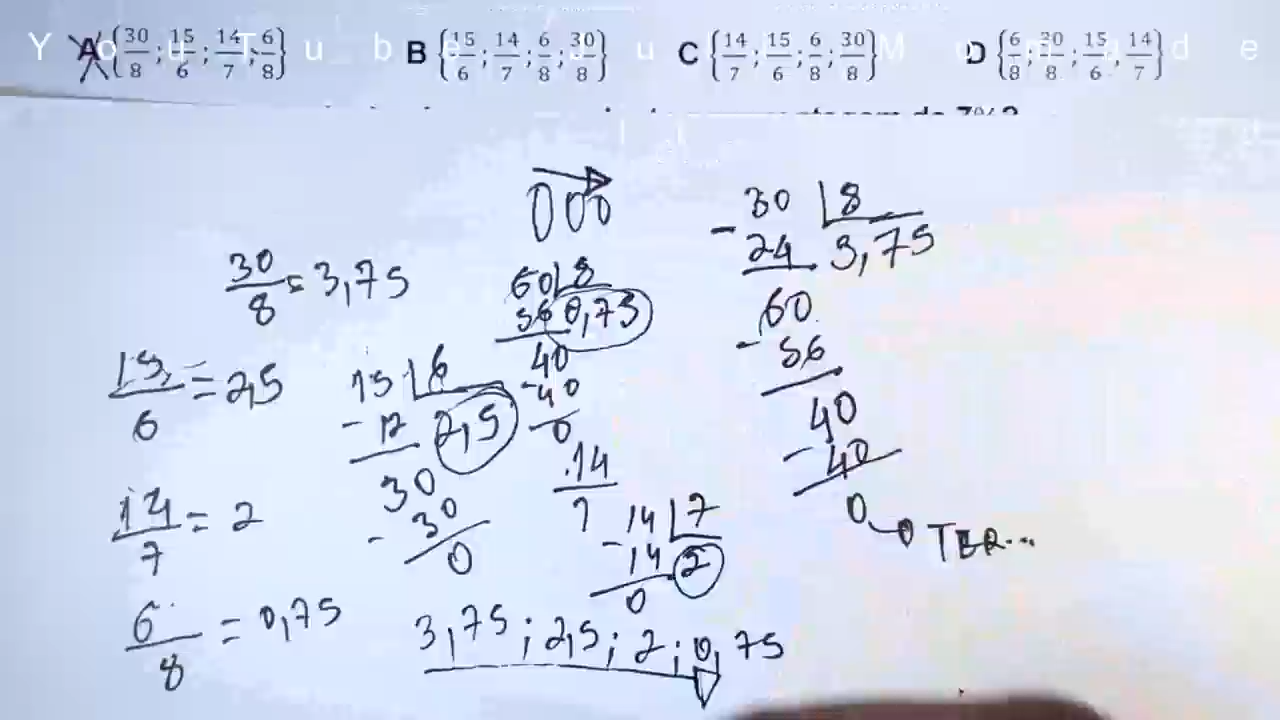 A {30/8 ; 15/6 ; 14/7 ; 6/8} B {15/6 ; 14/7 ; 6/8 ; 30/8} C {14/7 ; 15/6 ; 6/8 ; 30/8} D {6/8 ; 30/8 ; 15/6 ; 14/7}
de 7%?
000
30/8 = 3,75
15/6 = 2,5
14/7 = 2
6/8 = 0,75
15 6
- 12 2,5
30
- 30
0
60 8
56 0,75
40
- 40
0
14/7
14 7
- 14 2
0
30 8
- 24 3,75
60
- 56
40
- 40
0 TER...
3,75 ; 2,5 ; 2 ; 0,75